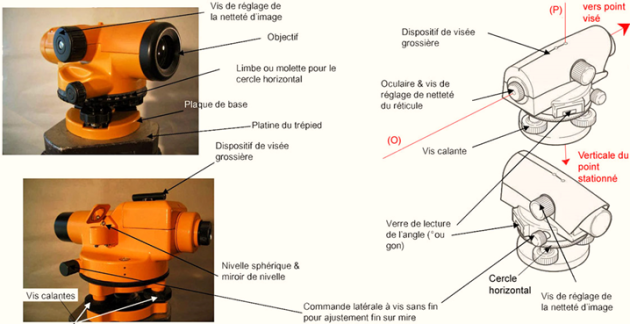 Vis de réglage de
la netteté d'image
Objectif
Limbe ou molette pour le
cercle horizontal
Plaque de base
Platine du trépied
Dispositif de visée
grossière
Nivelle sphérique &
miroir de nivelle
Vis calantes
Commande latérale à vis sans fin
pour ajustement fin sur mire
(P)
vers point
visé
Dispositif de visée
grossière
Oculaire & vis de
réglage de netteté
du réticule
(O)
Vis calante
Verticale du
point
stationné
Verre de lecture
de l'angle (°ou
gon)
Cercle
horizontal
Vis de réglage de
la netteté d'image